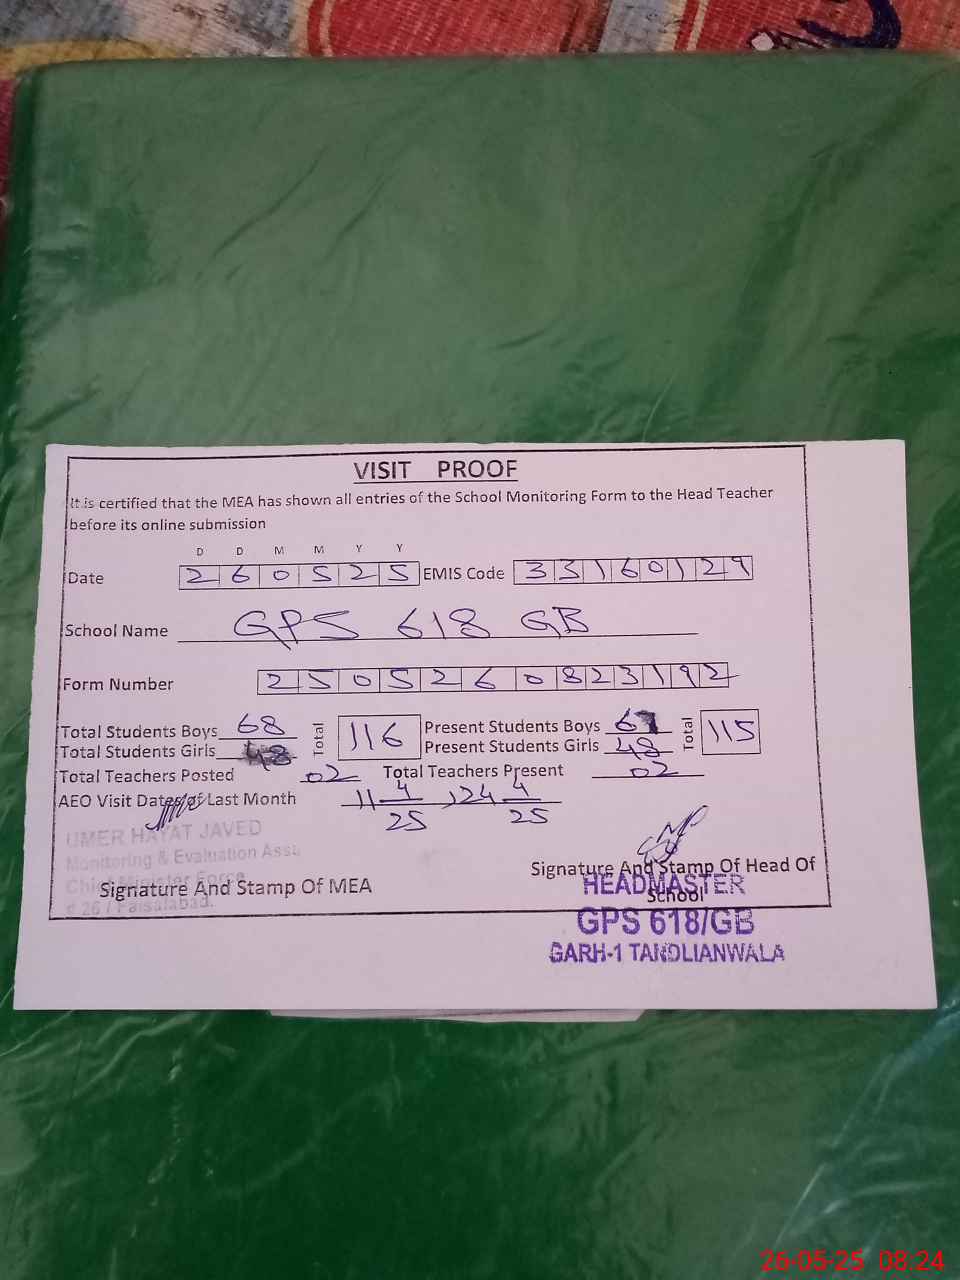 VISIT PROOF
It is certified that the MEA has shown all entries of the School Monitoring Form to the Head Teacher
before its online submission
D D M M Y Y
Date 2 6 0 5 2 5 EMIS Code 3 3 1 6 0 1 2 9
School Name GPS 618 GB
Form Number 2 5 0 5 2 6 0 8 2 3 1 9 2
Total Students Boys 68 Total 116 Present Students Boys 67 Total 115
Total Students Girls 48 Present Students Girls 48
Total Teachers Posted 02 Total Teachers Present 02
AEO Visit Dates of Last Month 11 4/25, 24 4/25
UMER HAYAT JAVED
Monitoring & Evaluation Assi
Chief Minister Force
# 26 / Faisalabad.
Signature And Stamp Of MEA
Signature And Stamp Of Head Of
School
HEADMASTER
GPS 618/GB
GARH-1 TANDLIANWALA
26-05-25 08:24